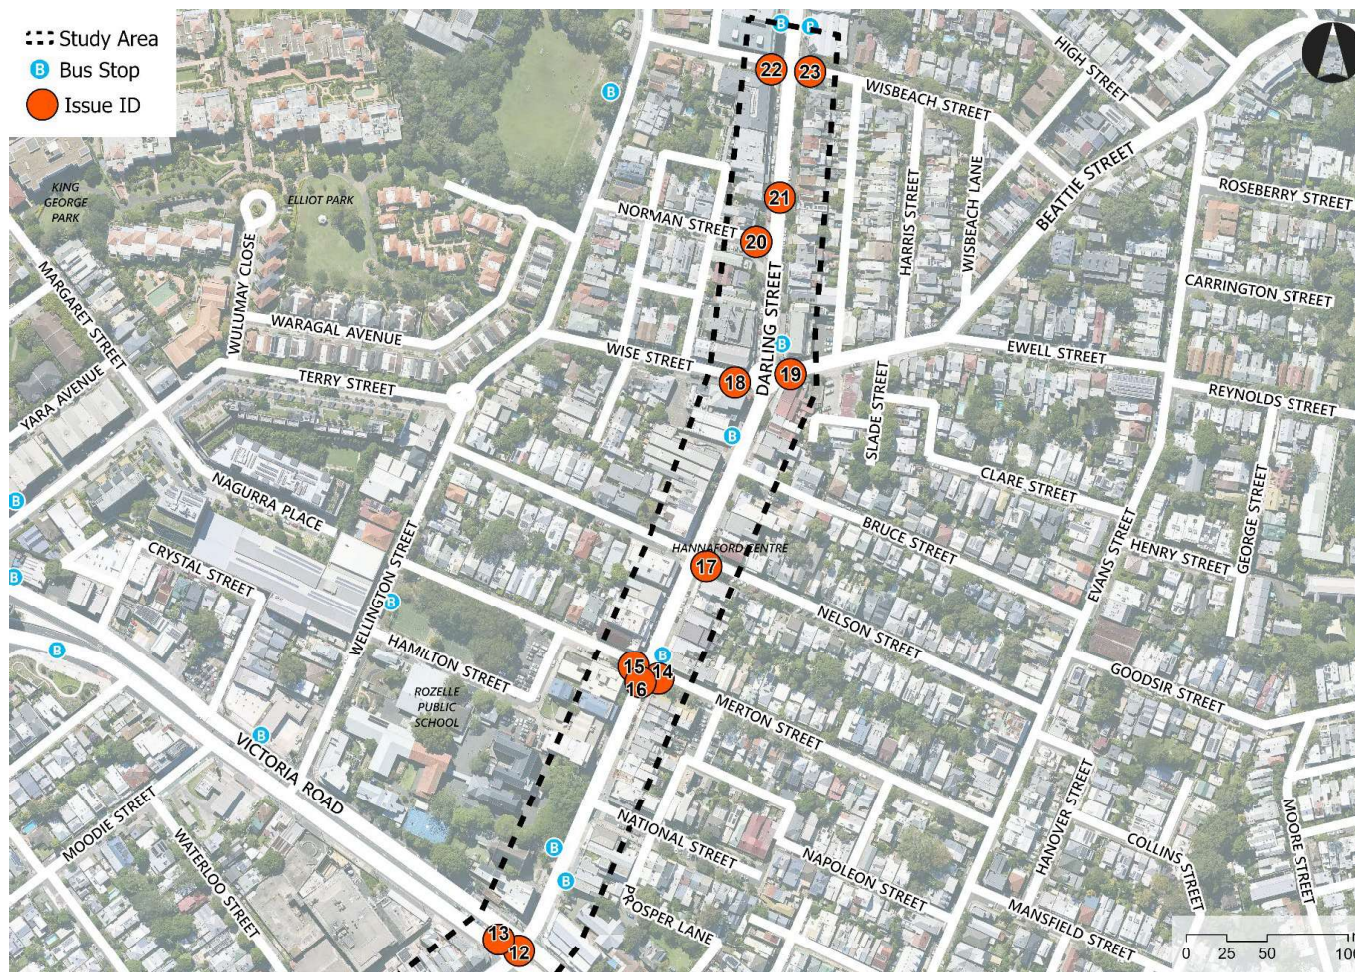 Study Area
B Bus Stop
Issue ID
B
B
22
23
B
WISBEACH STREET
HIGH STREET
BEATTIE STREET
KING
GEORGE
PARK
ELLIOT PARK
21
NORMAN STREET
20
HARRIS STREET
WISBEACH LANE
ROSEBERRY STREET
MARGARET STREET
WULUMAY CLOSE
CARRINGTON STREET
WARAGAL AVENUE
DARLING STREET
B
WISE STREET
EWELL STREET
TERRY STREET
18
19
REYNOLDS STREET
YARA AVENUE
SLADE STREET
B
CLARE STREET
GEORGE STREET
NAGURRA PLACE
B
BRUCE STREET
CRYSTAL STREET
HANNAFORD CENTRE
17
HENRY STREET
EVANS STREET
B
WELLINGTON STREET
B
NELSON STREET
HAMILTON STREET
B
B
15
14
16
GOODSIR STREET
ROZELLE
PUBLIC
SCHOOL
MERTON STREET
B
VICTORIA ROAD
HANOVER STREET
MOODIE STREET
WATERLOO STREET
NATIONAL STREET
COLLINS STREET
MOORE STREET
B
NAPOLEON STREET
B
PROSPER LANE
MANSFIELD STREET
13
12
0 25 50